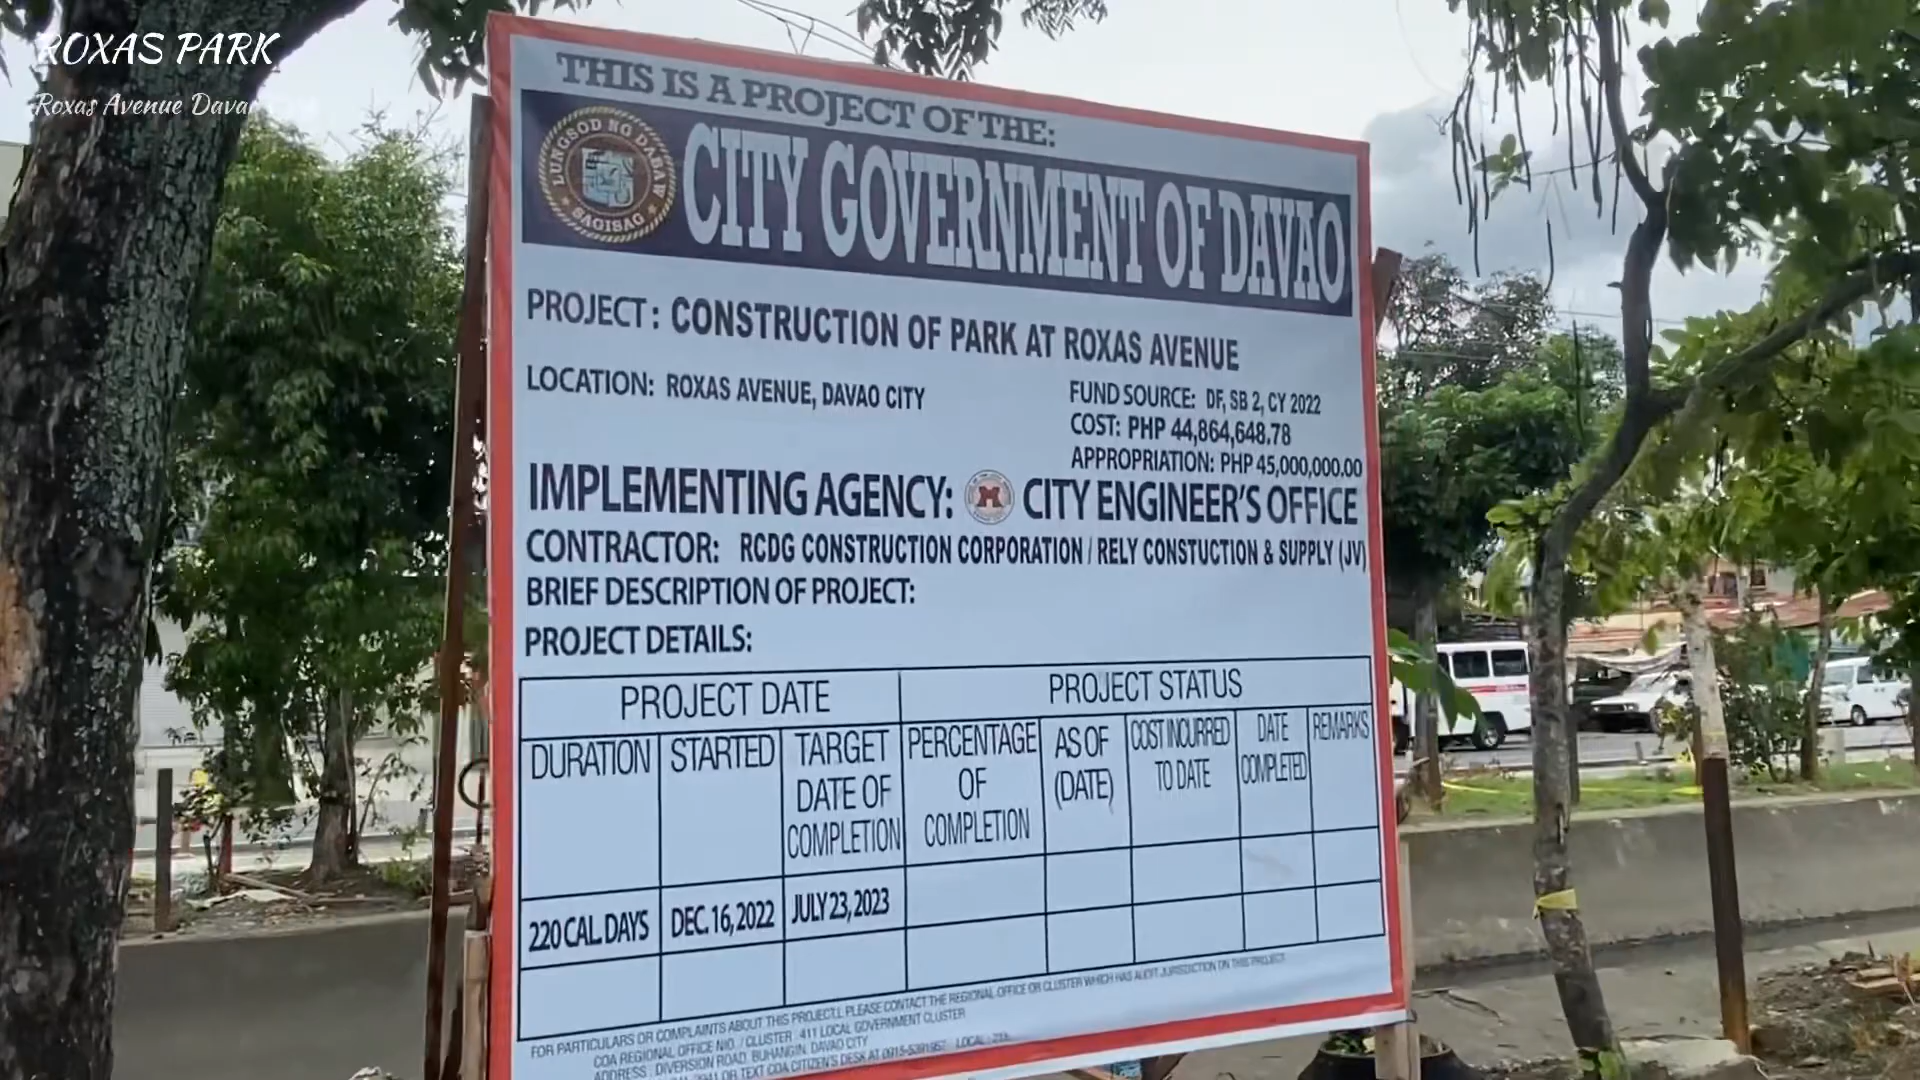 ROXAS PARK
Roxas Avenue Davao
THIS IS A PROJECT OF THE:
LUNGSOD NG DABAW
SAGISAG
CITY GOVERNMENT OF DAVAO
PROJECT: CONSTRUCTION OF PARK AT ROXAS AVENUE
LOCATION: ROXAS AVENUE, DAVAO CITY
FUND SOURCE: DF, SB 2, CY 2022
COST: PHP 44,864,648.78
APPROPRIATION: PHP 45,000,000.00
IMPLEMENTING AGENCY: CITY ENGINEER'S OFFICE
CONTRACTOR: RCDG CONSTRUCTION CORPORATION / RELY CONSTUCTION & SUPPLY (JV)
BRIEF DESCRIPTION OF PROJECT:
PROJECT DETAILS:
PROJECT DATE PROJECT STATUS
DURATION STARTED TARGET DATE OF COMPLETION PERCENTAGE OF COMPLETION AS OF (DATE) COST INCURRED TO DATE DATE COMPLETED REMARKS
220 CAL. DAYS DEC. 16, 2022 JULY 23, 2023
FOR PARTICULARS OR COMPLAINTS ABOUT THIS PROJECT.L PLEASE CONTACT THE REGIONAL OFFICE OR CLUSTER WHICH HAS AUDIT JURISDICTION ON THIS PROJECT
COA REGIONAL OFFICE N0. / CLUSTER : 411 LOCAL GOVERNMENT CLUSTER
ADDRESS : DIVERSION ROAD, BUHANGIN, DAVAO CITY
OR TEXT COA CITIZEN'S DESK AT LOCAL :